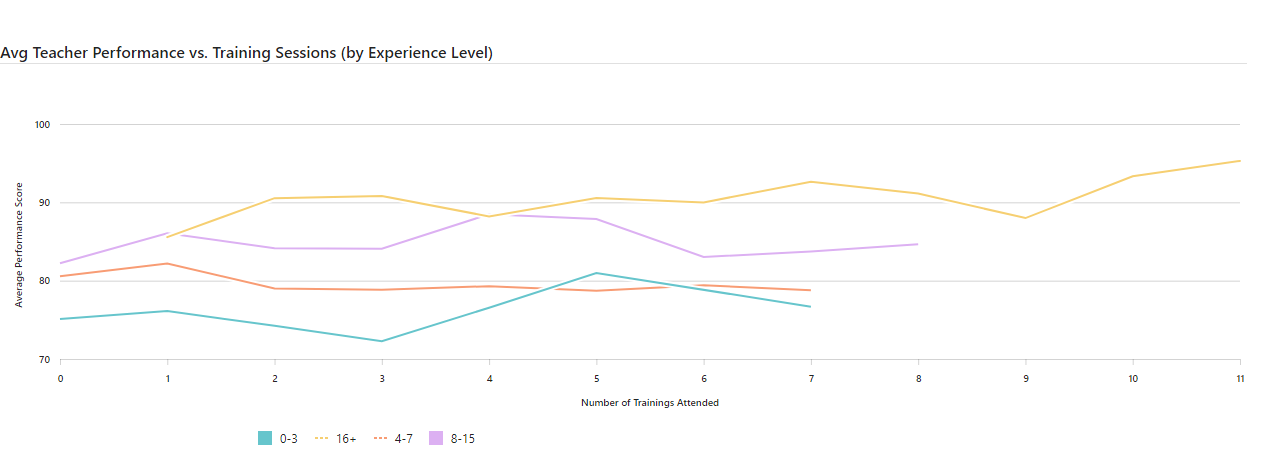 Avg Teacher Performance vs. Training Sessions (by Experience Level)
100
90
80
70
Average Performance Score
0 1 2 3 4 5 6 7 8 9 10 11
Number of Trainings Attended
0-3 16+ 4-7 8-15